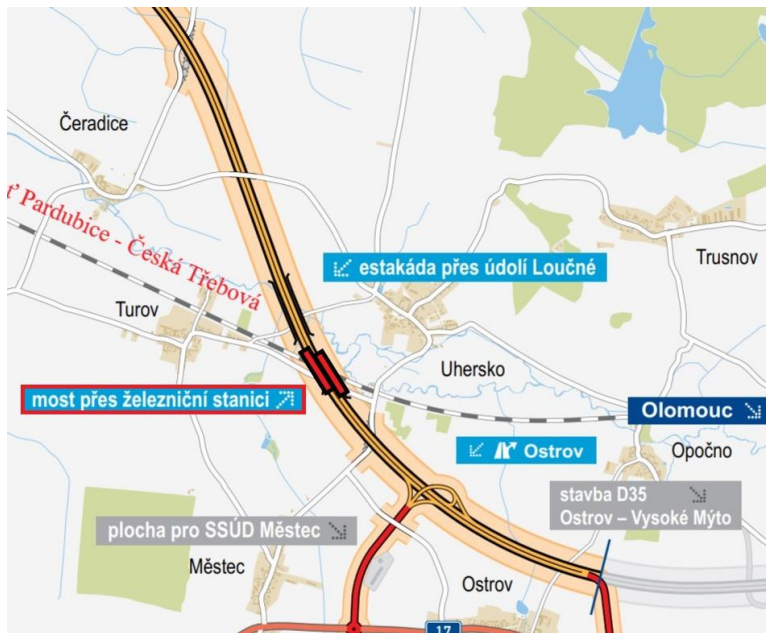 Čeradice
ť Pardubice - Česká Třebová
Trusnov
estakáda přes údolí Loučné
Turov
Uhersko
most přes železniční stanici
Olomouc
Ostrov
Opočno
stavba D35
Ostrov – Vysoké Mýto
plocha pro SSÚD Městec
Městec
Ostrov
17